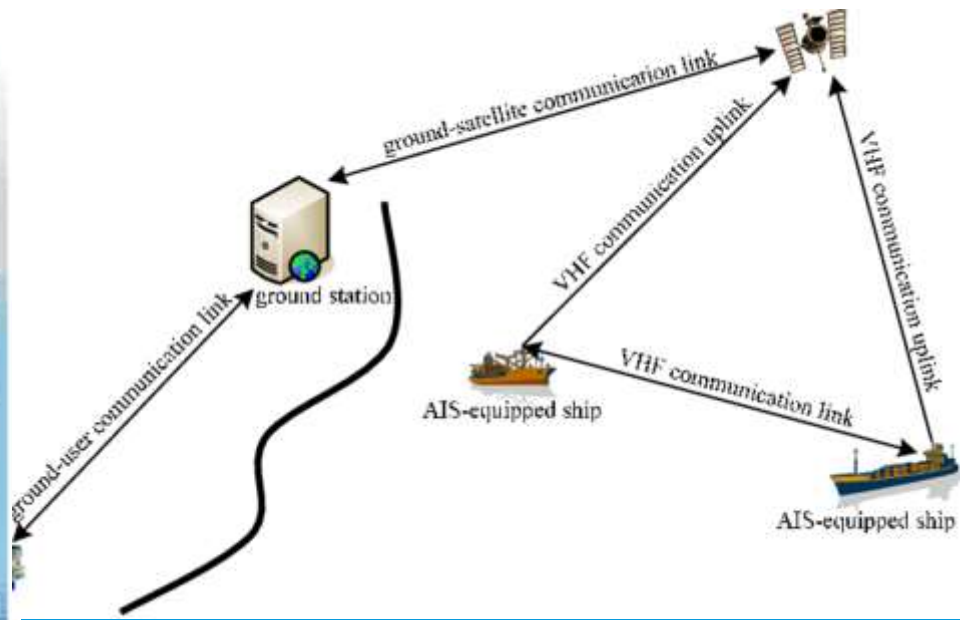 ground-satellite communication link
VHF communication uplink
VHF communication uplink
ground station
ground-user communication link
VHF communication link
AIS-equipped ship
AIS-equipped ship